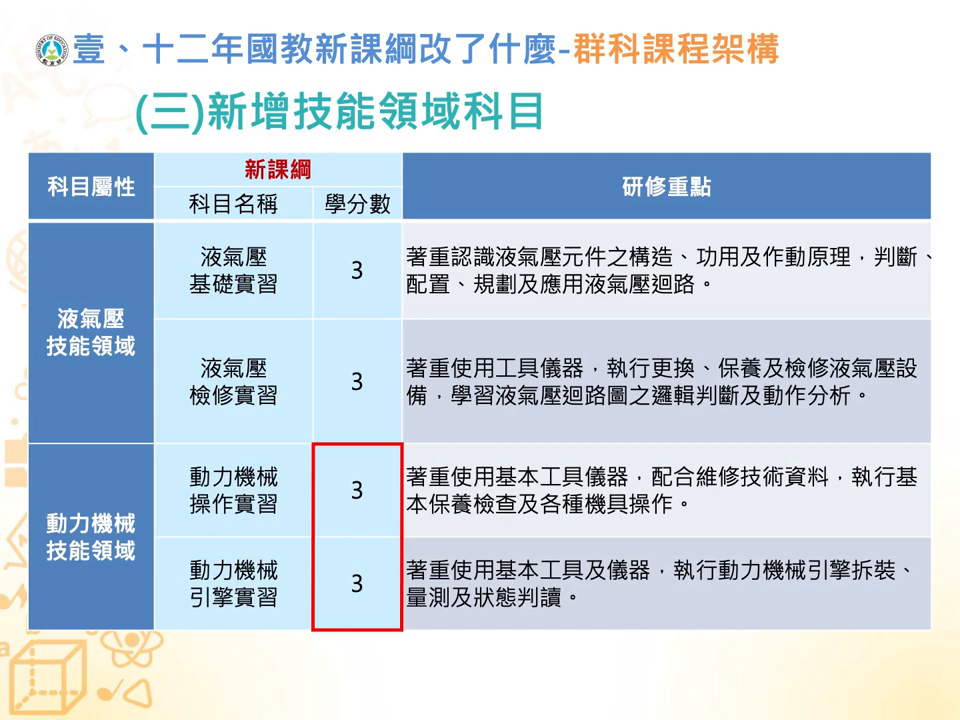 壹、十二年國教新課綱改了什麼-群科課程架構
(三)新增技能領域科目
科目屬性
新課綱
研修重點
科目名稱
學分數
液氣壓
技能領域
液氣壓
基礎實習
3
著重認識液氣壓元件之構造、功用及作動原理，判斷、
配置、規劃及應用液氣壓迴路。
液氣壓
檢修實習
3
著重使用工具儀器，執行更換、保養及檢修液氣壓設
備，學習液氣壓迴路圖之邏輯判斷及動作分析。
動力機械
技能領域
動力機械
操作實習
3
著重使用基本工具儀器，配合維修技術資料，執行基
本保養檢查及各種機具操作。
動力機械
引擎實習
3
著重使用基本工具及儀器，執行動力機械引擎拆裝、
量測及狀態判讀。